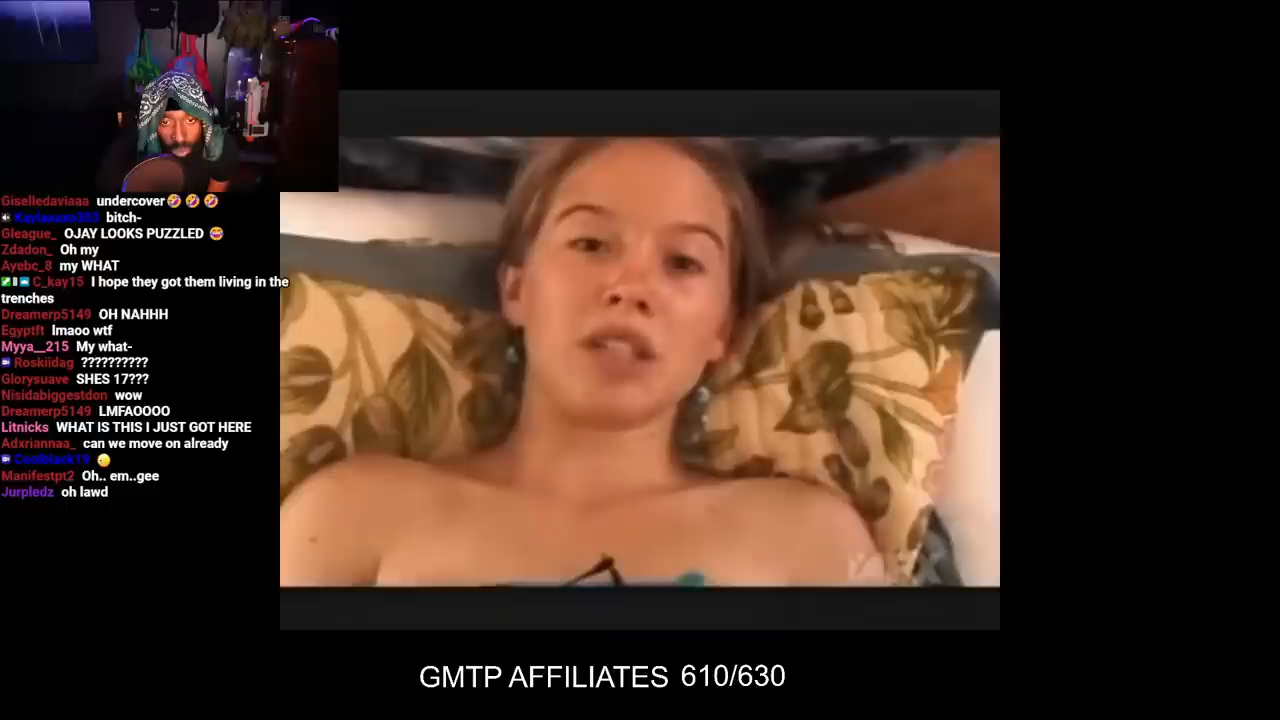 Giselledaviaaa undercover🤣 🤣 🤣
bitch-
Gleague_ OJAY LOOKS PUZZLED 😂
Zdadon_ Oh my
Ayebc_8 my WHAT
C_kay15 I hope they got them living in the
trenches
Dreamerp5149 OH NAHHH
Egyptft lmaoo wtf
Myya__215 My what-
Roskiidag ??????????
Glorysuave SHES 17???
Nisidabiggestdon wow
Dreamerp5149 LMFAOOOO
Litnicks WHAT IS THIS I JUST GOT HERE
Adxriannaa_ can we move on already
Coolblack19
Manifestpt2 Oh.. em..gee
Jurpledz oh lawd
GMTP AFFILIATES 610/630